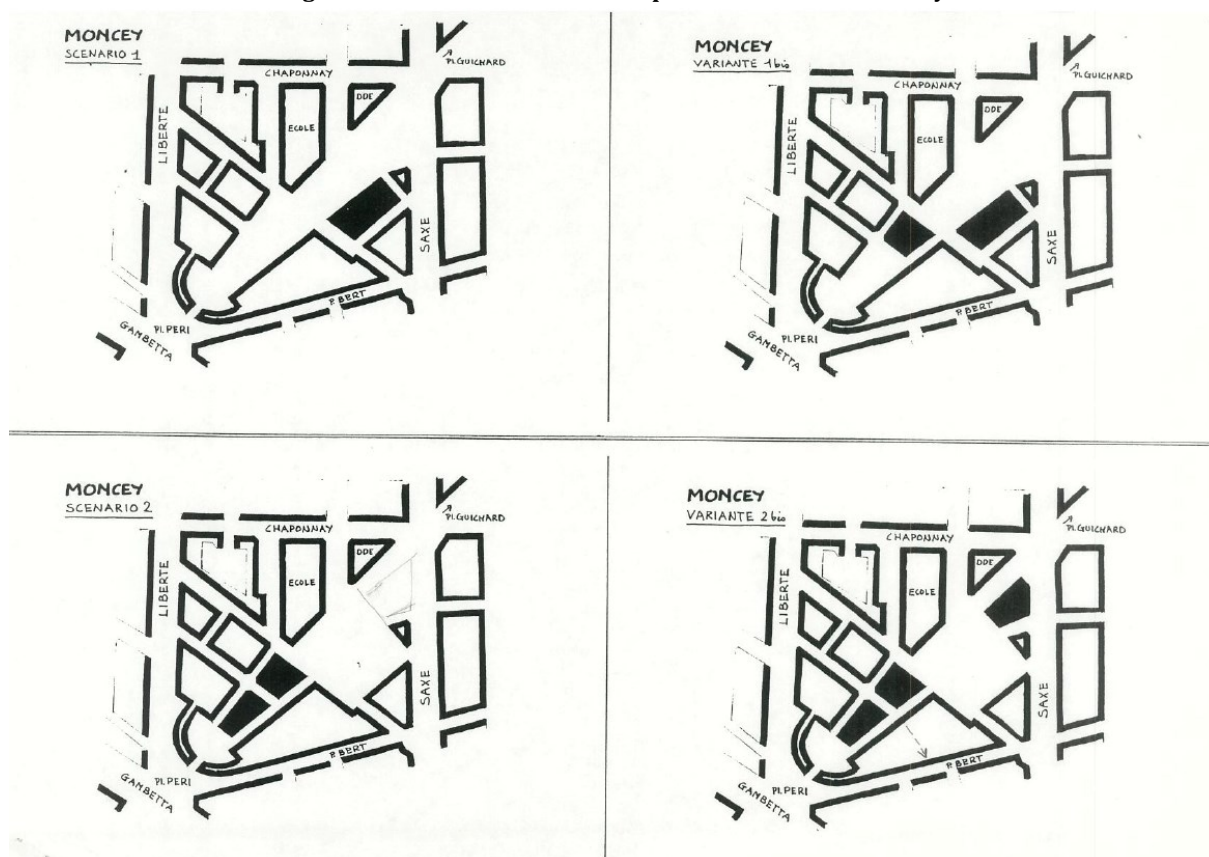 MONCEY
SCENARIO 1
PL.GUICHARD
CHAPONNAY
DDE
ECOLE
LIBERTE
SAXE
P.BERT
PL.PERI
GAMBETTA
MONCEY
VARIANTE 1bis
PL.GUICHARD
CHAPONNAY
DDE
ECOLE
LIBERTE
SAXE
P.BERT
PL.PERI
GAMBETTA
MONCEY
SCENARIO 2
PL.GUICHARD
CHAPONNAY
DDE
ECOLE
LIBERTE
SAXE
P.BERT
PL.PERI
GAMBETTA
MONCEY
VARIANTE 2bis
PL.GUICHARD
CHAPONNAY
DDE
ECOLE
LIBERTE
SAXE
P.BERT
PL.PERI
GAMBETTA